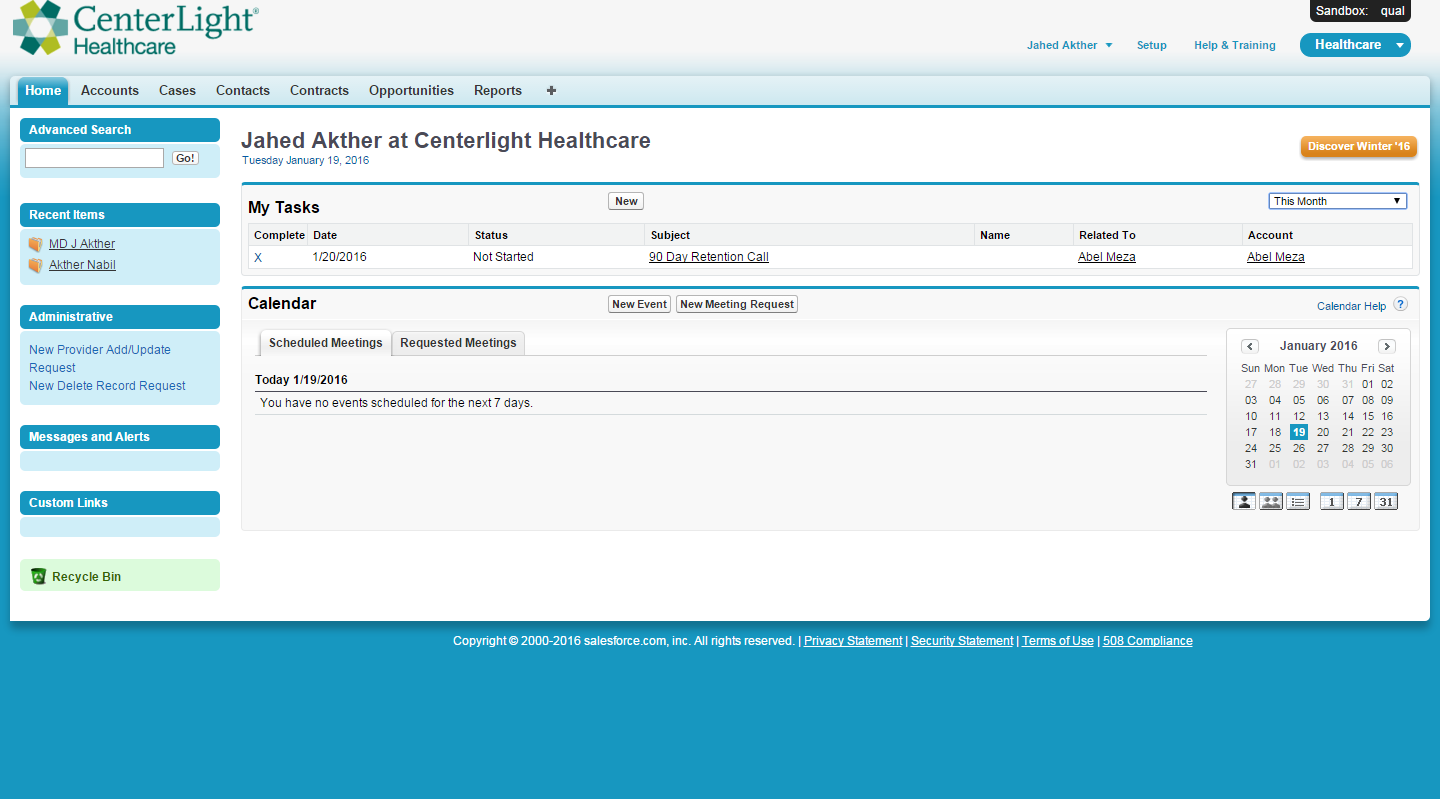 CenterLight®
Healthcare
Sandbox: qual
Jahed Akther Setup Help & Training Healthcare
Home Accounts Cases Contacts Contracts Opportunities Reports +
Advanced Search
Go!
Recent Items
MD J Akther
Akther Nabil
Administrative
New Provider Add/Update
Request
New Delete Record Request
Messages and Alerts
Custom Links
Recycle Bin
Jahed Akther at Centerlight Healthcare
Tuesday January 19, 2016
Discover Winter '16
My Tasks New This Month
Complete Date Status Subject Name Related To Account
X 1/20/2016 Not Started 90 Day Retention Call Abel Meza Abel Meza
Calendar New Event New Meeting Request Calendar Help ?
Scheduled Meetings Requested Meetings
Today 1/19/2016
You have no events scheduled for the next 7 days.
January 2016
Sun Mon Tue Wed Thu Fri Sat
27 28 29 30 31 01 02
03 04 05 06 07 08 09
10 11 12 13 14 15 16
17 18 19 20 21 22 23
24 25 26 27 28 29 30
31 01 02 03 04 05 06
1 7 31
Copyright © 2000-2016 salesforce.com, inc. All rights reserved. | Privacy Statement | Security Statement | Terms of Use | 508 Compliance